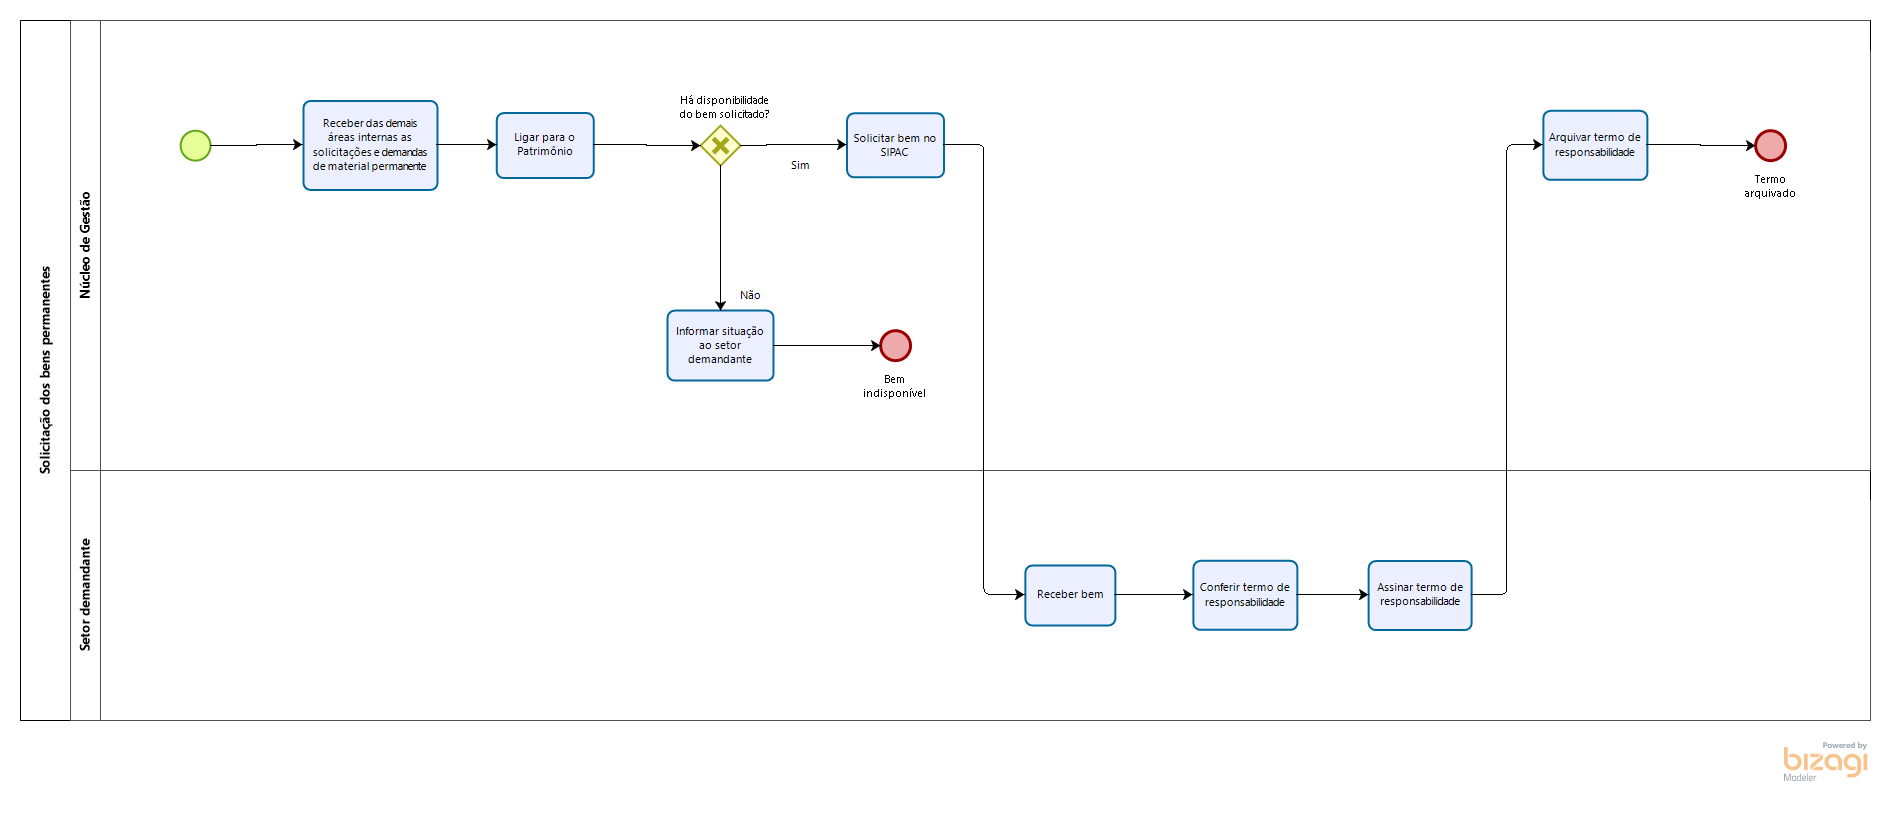 Solicitação dos bens permanentes
Núcleo de Gestão
Receber das demais
áreas internas as
solicitações e demandas
de material permanente
Ligar para o
Patrimônio
Há disponibilidade
do bem solicitado?
Sim
Solicitar bem no
SIPAC
Não
Informar situação
ao setor
demandante
Bem
indisponível
Arquivar termo de
responsabilidade
Termo
arquivado
Setor demandante
Receber bem
Conferir termo de
responsabilidade
Assinar termo de
responsabilidade
Powered by
bizagi
Modeler